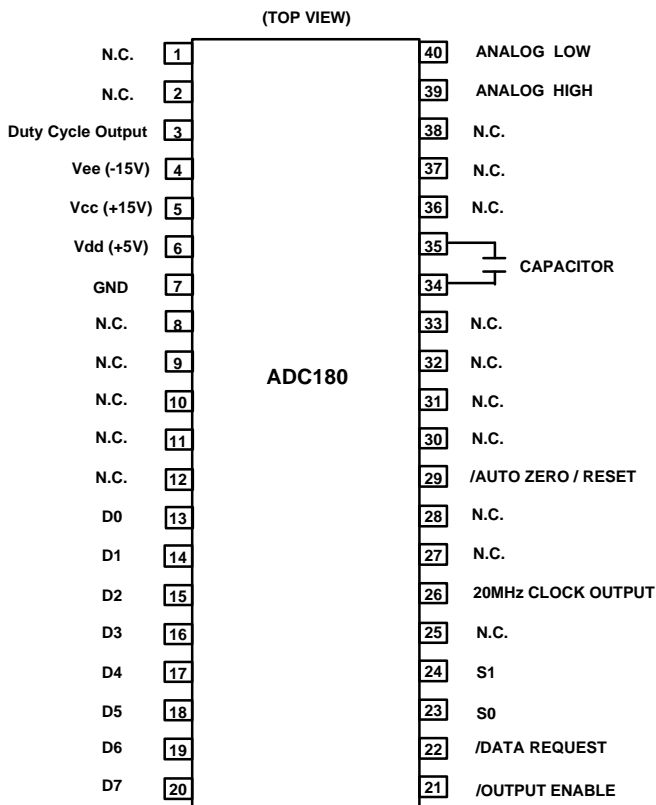 (TOP VIEW)
N.C. 1 40 ANALOG LOW
N.C. 2 39 ANALOG HIGH
Duty Cycle Output 3 38 N.C.
Vee (-15V) 4 37 N.C.
Vcc (+15V) 5 36 N.C.
Vdd (+5V) 6 35
CAPACITOR
GND 7 34
N.C. 8 33 N.C.
N.C. 9 32 N.C.
ADC180
N.C. 10 31 N.C.
N.C. 11 30 N.C.
N.C. 12 29 /AUTO ZERO / RESET
D0 13 28 N.C.
D1 14 27 N.C.
D2 15 26 20MHz CLOCK OUTPUT
D3 16 25 N.C.
D4 17 24 S1
D5 18 23 S0
D6 19 22 /DATA REQUEST
D7 20 21 /OUTPUT ENABLE